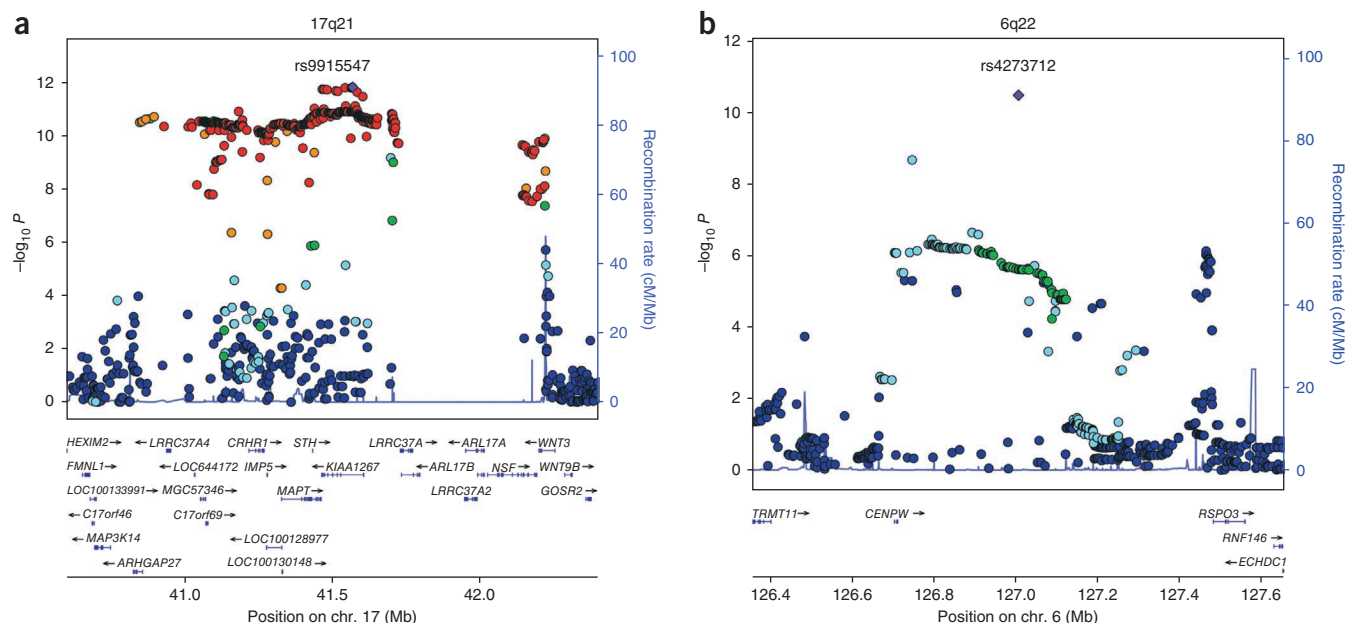 a
17q21
rs9915547
12
10
8
6
4
2
0
–log10 P
100
80
60
40
20
0
Recombination rate (cM/Mb)
HEXIM2→ ←LRRC37A4 CRHR1→ STH→ LRRC37A→ ←ARL17A ←WNT3
FMNL1→ ←LOC644172 IMP5→ ←KIAA1267 ←ARL17B NSF→ WNT9B→
LOC100133991→ MGC57346→ MAPT→ LRRC37A2→ GOSR2→
←C17orf46 C17orf69→
←MAP3K14 ←LOC100128977
←ARHGAP27 LOC100130148→
41.0 41.5 42.0
Position on chr. 17 (Mb)
b
6q22
rs4273712
12
10
8
6
4
2
0
–log10 P
100
80
60
40
20
0
Recombination rate (cM/Mb)
TRMT11→ CENPW→ RSPO3→
RNF146→
←ECHDC1
126.4 126.6 126.8 127.0 127.2 127.4 127.6
Position on chr. 6 (Mb)